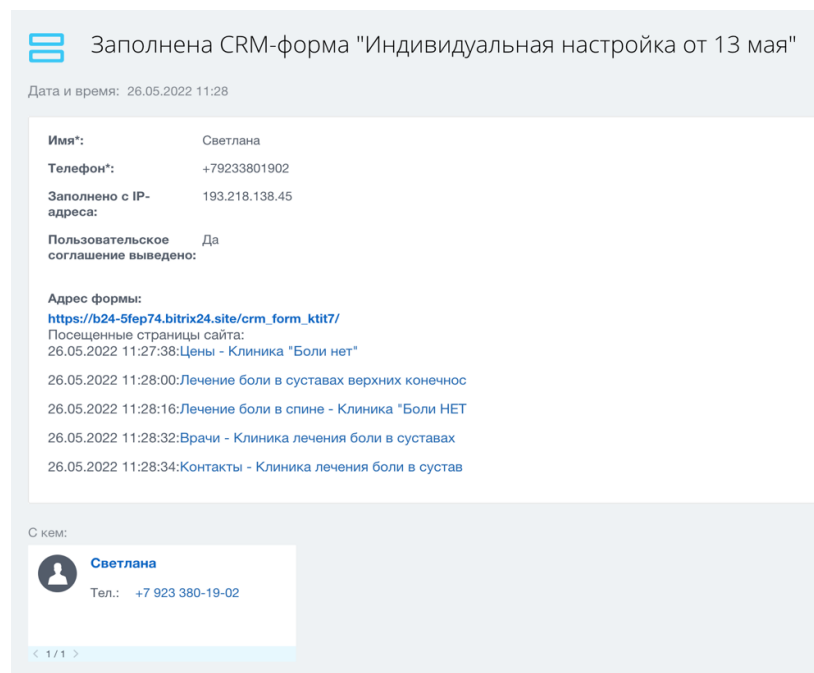 Заполнена CRM-форма "Индивидуальная настройка от 13 мая"
Дата и время: 26.05.2022 11:28
Имя*: Светлана
Телефон*: +79233801902
Заполнено с IP- 193.218.138.45
адреса:
Пользовательское Да
соглашение выведено:
Адрес формы:
https://b24-5fep74.bitrix24.site/crm_form_ktit7/
Посещенные страницы сайта:
26.05.2022 11:27:38:Цены - Клиника "Боли нет"
26.05.2022 11:28:00:Лечение боли в суставах верхних конечнос
26.05.2022 11:28:16:Лечение боли в спине - Клиника "Боли НЕТ
26.05.2022 11:28:32:Врачи - Клиника лечения боли в суставах
26.05.2022 11:28:34:Контакты - Клиника лечения боли в сустав
С кем:
Светлана
Тел.: +7 923 380-19-02
1 / 1